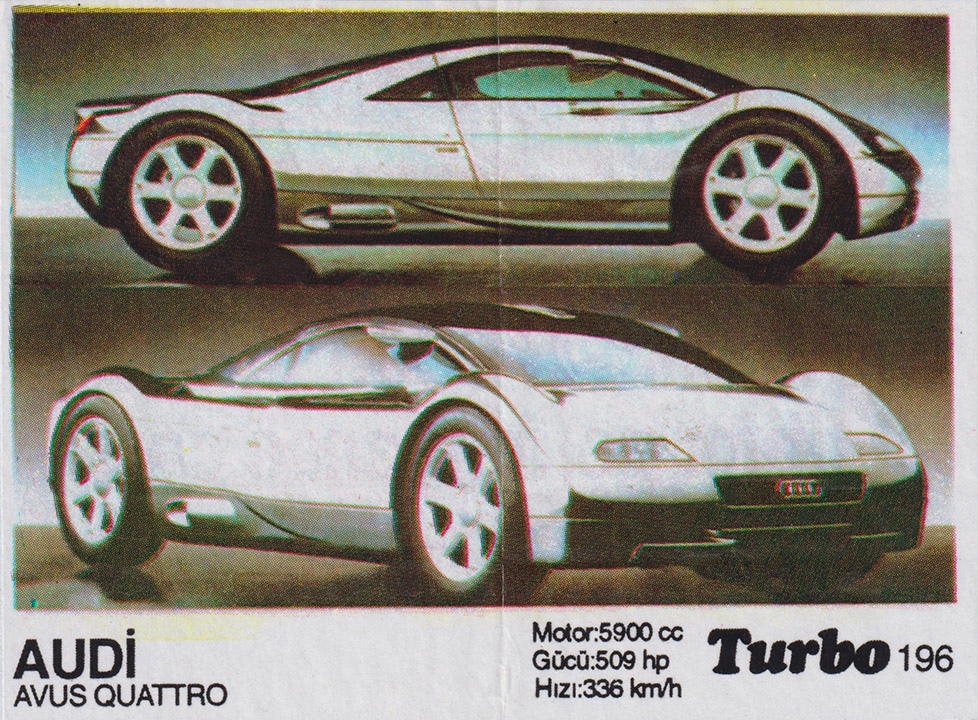 AUDİ
AVUS QUATTRO
Motor:5900 cc
Gücü:509 hp
Hızı:336 km/h
Turbo 196